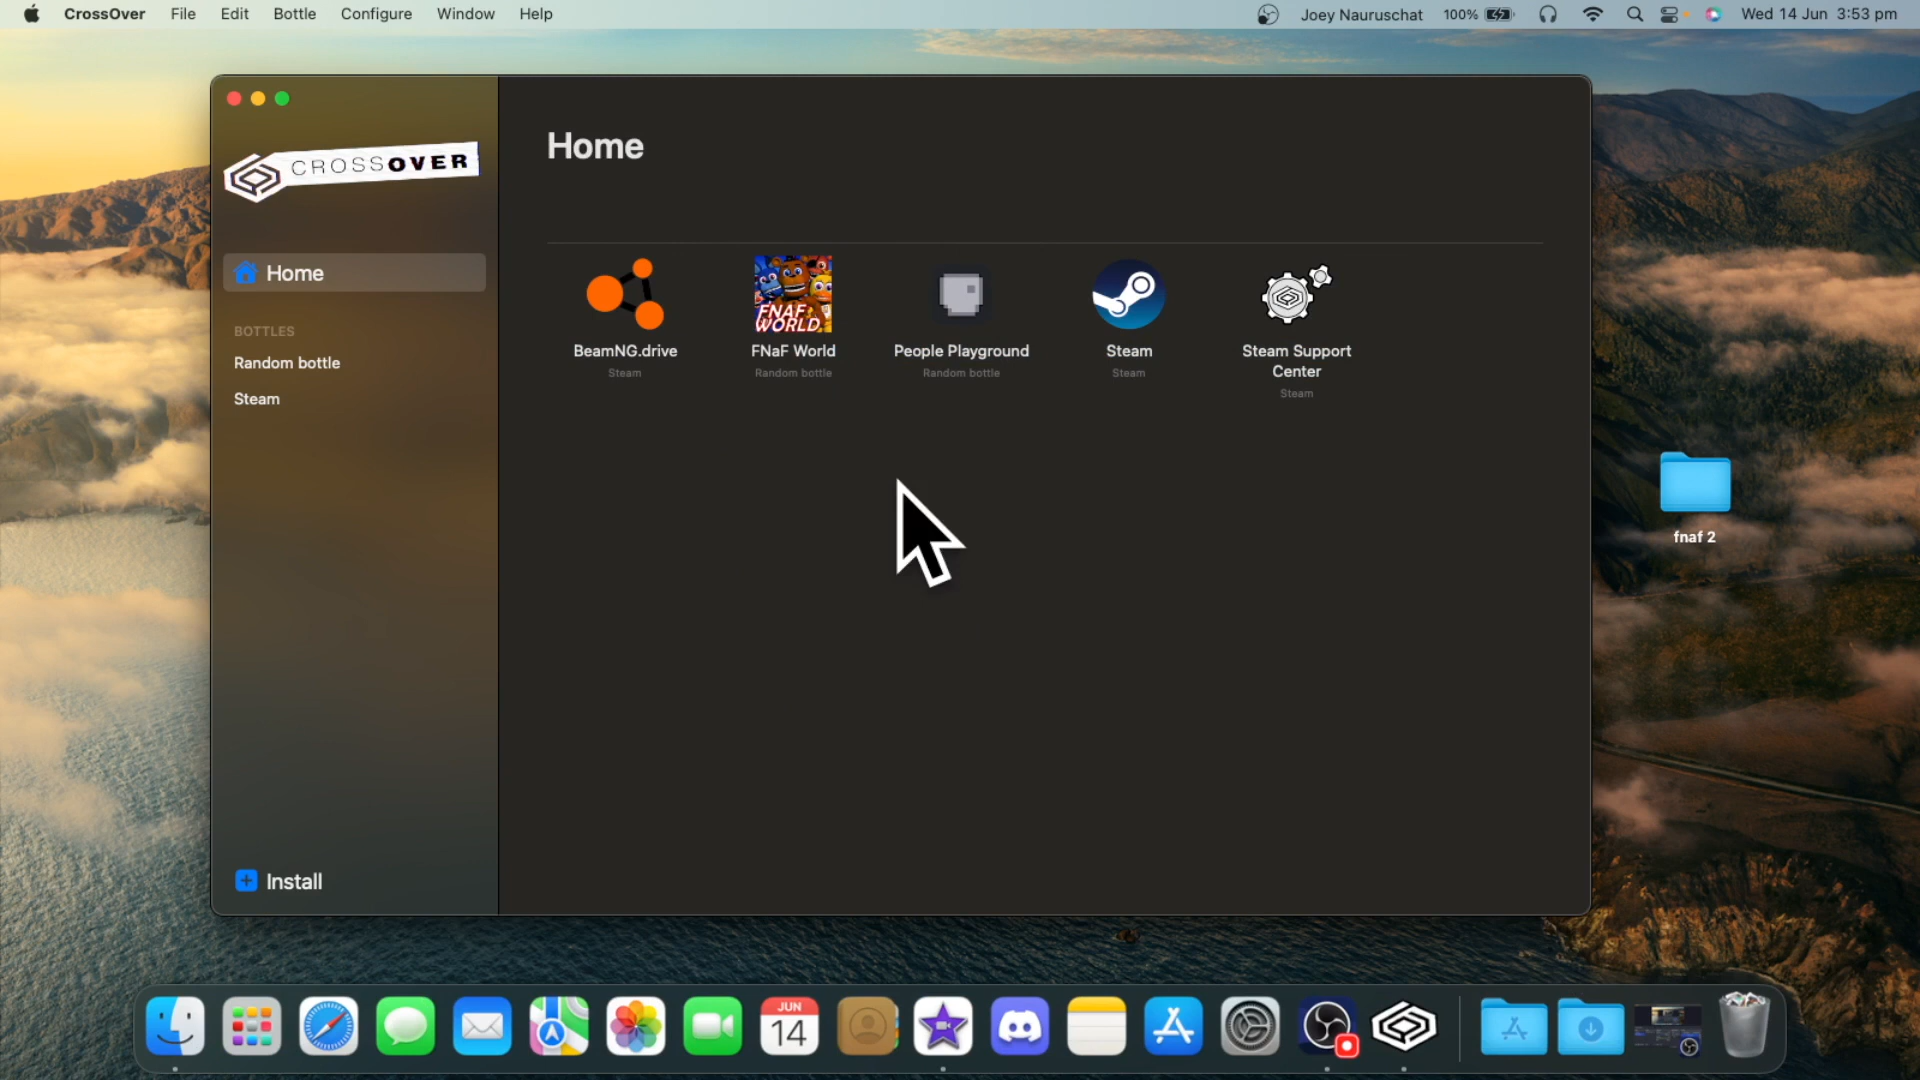 CrossOver File Edit Bottle Configure Window Help Joey Nauruschat 100% Wed 14 Jun 3:53 pm
CROSSOVER
Home
BOTTLES
Random bottle
Steam
Install
Home
FNAF
WORLD
BeamNG.drive
Steam
FNaF World
Random bottle
People Playground
Random bottle
Steam
Steam
Steam Support
Center
Steam
fnaf 2
JUN
14